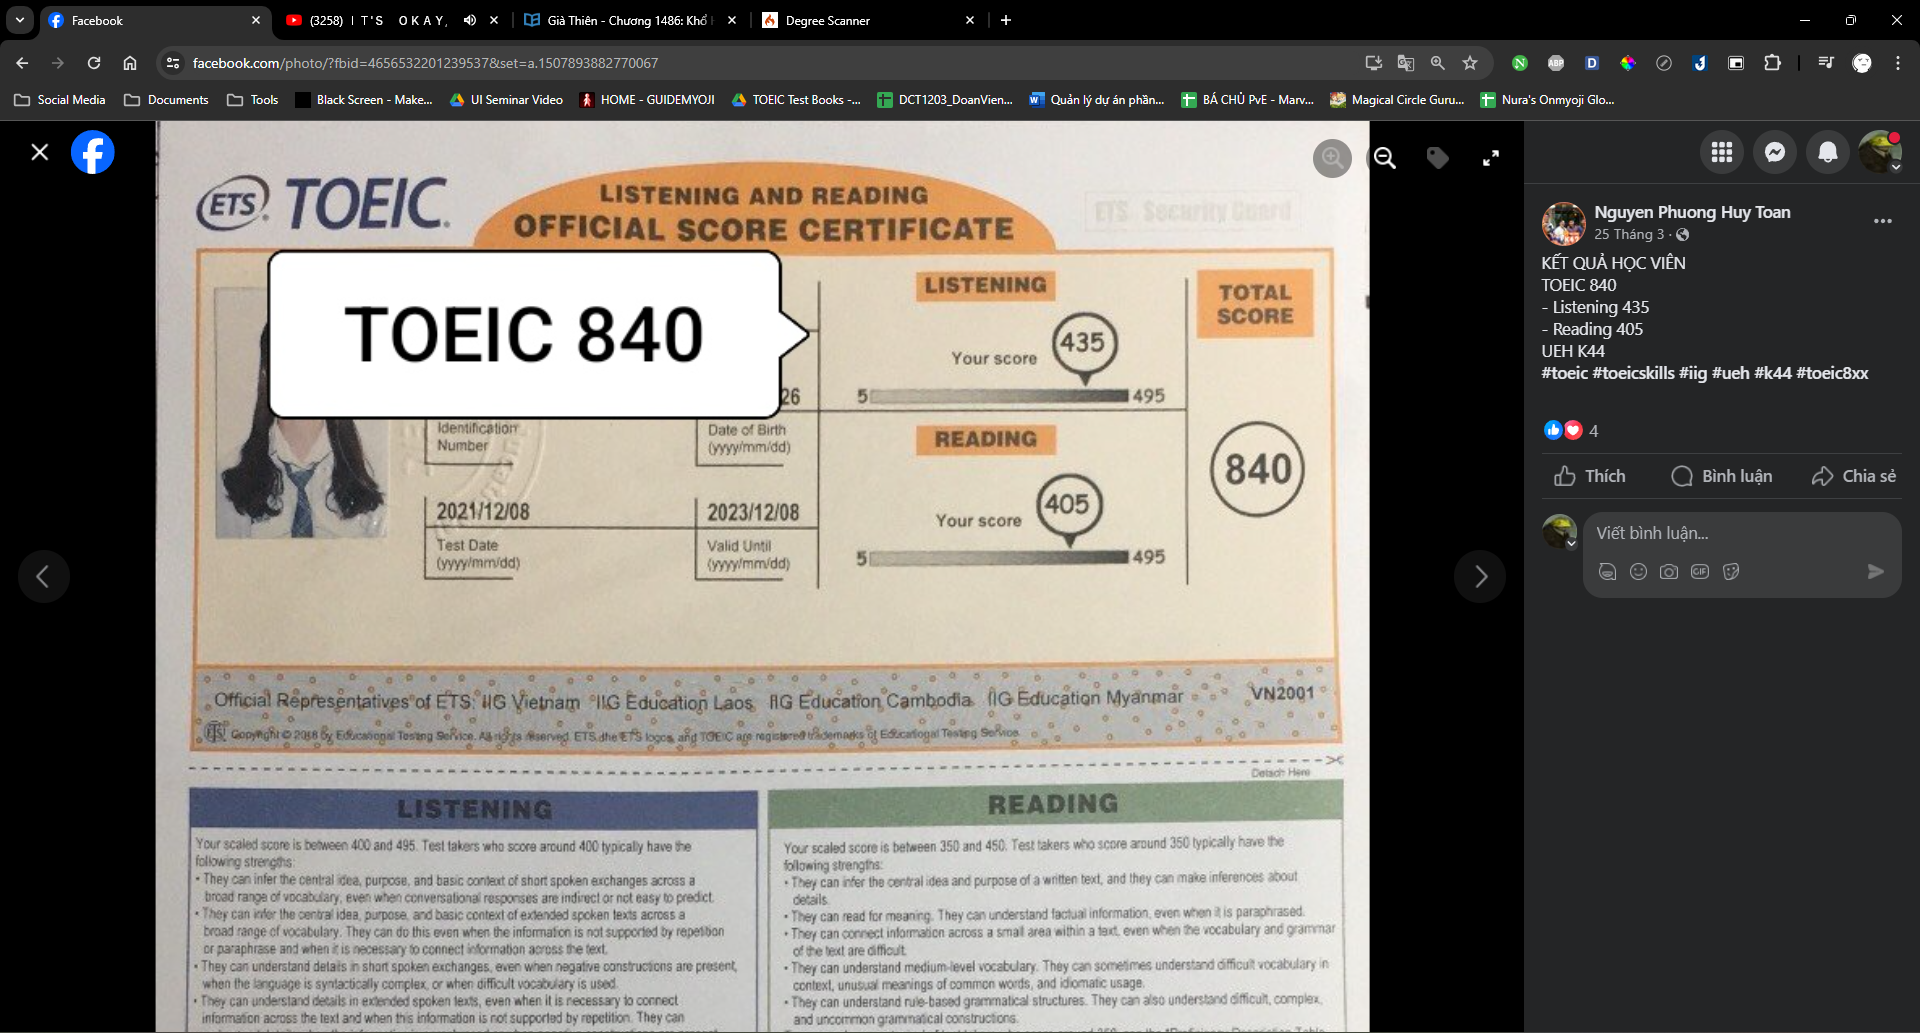 Facebook
(3258) I T'S O K A Y,
Già Thiên - Chương 1486: Khổ
Degree Scanner
facebook.com/photo/?fbid=4656532201239537&set=a.1507893882770067
Social Media
Documents
Tools
Black Screen - Make...
UI Seminar Video
HOME - GUIDEMYOJI
TOEIC Test Books -...
DCT1203_DoanVien...
Quản lý dự án phần...
BÁ CHỦ PvE - Marv...
Magical Circle Guru...
Nura's Onmyoji Glo...
ETS TOEIC
LISTENING AND READING
OFFICIAL SCORE CERTIFICATE
ETS Security Guard
TOEIC 840
26
Identification
Number
Date of Birth
(yyyy/mm/dd)
2021/12/08
Test Date
(yyyy/mm/dd)
2023/12/08
Valid Until
(yyyy/mm/dd)
LISTENING
Your score 435
5 495
READING
Your score 405
5 495
TOTAL
SCORE
840
Official Representatives of ETS: IIG Vietnam IIG Education Laos IIG Education Cambodia IIG Education Myanmar VN2001
Copyright © 2018 by Educational Testing Service. All rights reserved. ETS, the ETS logos, and TOEIC are registered trademarks of Educational Testing Service.
Detach Here
LISTENING
Your scaled score is between 400 and 495. Test takers who score around 400 typically have the
following strengths:
• They can infer the central idea, purpose, and basic context of short spoken exchanges across a
broad range of vocabulary, even when conversational responses are indirect or not easy to predict.
• They can infer the central idea, purpose, and basic context of extended spoken texts across a
broad range of vocabulary. They can do this even when the information is not supported by repetition
or paraphrase and when it is necessary to connect information across the text.
• They can understand details in short spoken exchanges, even when negative constructions are present,
when the language is syntactically complex, or when difficult vocabulary is used.
• They can understand details in extended spoken texts, even when it is necessary to connect
information across the text and when this information is not supported by repetition. They can
READING
Your scaled score is between 350 and 450. Test takers who score around 350 typically have the
following strengths:
• They can infer the central idea and purpose of a written text, and they can make inferences about
details.
• They can read for meaning. They can understand factual information, even when it is paraphrased.
• They can connect information across a small area within a text, even when the vocabulary and grammar
of the text are difficult.
• They can understand medium-level vocabulary. They can sometimes understand difficult vocabulary in
context, unusual meanings of common words, and idiomatic usage.
• They can understand rule-based grammatical structures. They can also understand difficult, complex,
and uncommon grammatical constructions.
Nguyen Phuong Huy Toan
25 Tháng 3 ·
KẾT QUẢ HỌC VIÊN
TOEIC 840
- Listening 435
- Reading 405
UEH K44
#toeic #toeicskills #iig #ueh #k44 #toeic8xx
4
Thích
Bình luận
Chia sẻ
Viết bình luận...
GIF